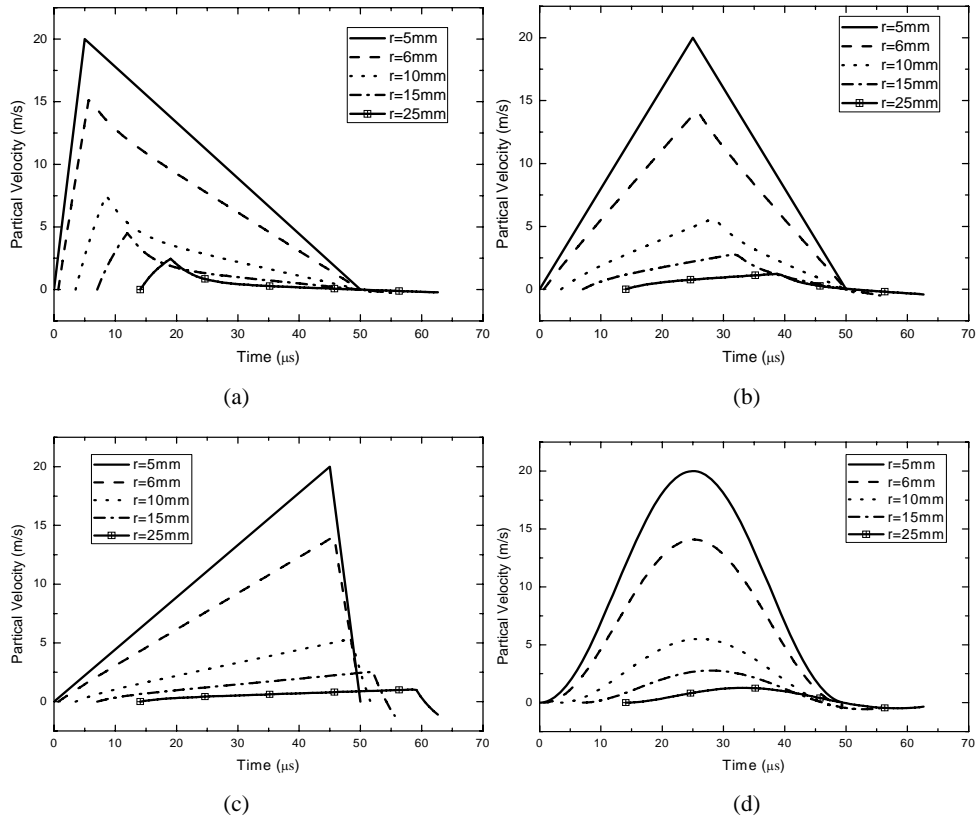 20
15
10
5
0
Partical Velocity (m/s)
r=5mm
r=6mm
r=10mm
r=15mm
r=25mm
0 10 20 30 40 50 60 70
Time (μs)
(a)
20
15
10
5
0
Partical Velocity (m/s)
r=5mm
r=6mm
r=10mm
r=15mm
r=25mm
0 10 20 30 40 50 60 70
Time (μs)
(b)
20
15
10
5
0
Partical Velocity (m/s)
r=5mm
r=6mm
r=10mm
r=15mm
r=25mm
0 10 20 30 40 50 60 70
Time (μs)
(c)
20
15
10
5
0
Partical Velocity (m/s)
r=5mm
r=6mm
r=10mm
r=15mm
r=25mm
0 10 20 30 40 50 60 70
Time (μs)
(d)